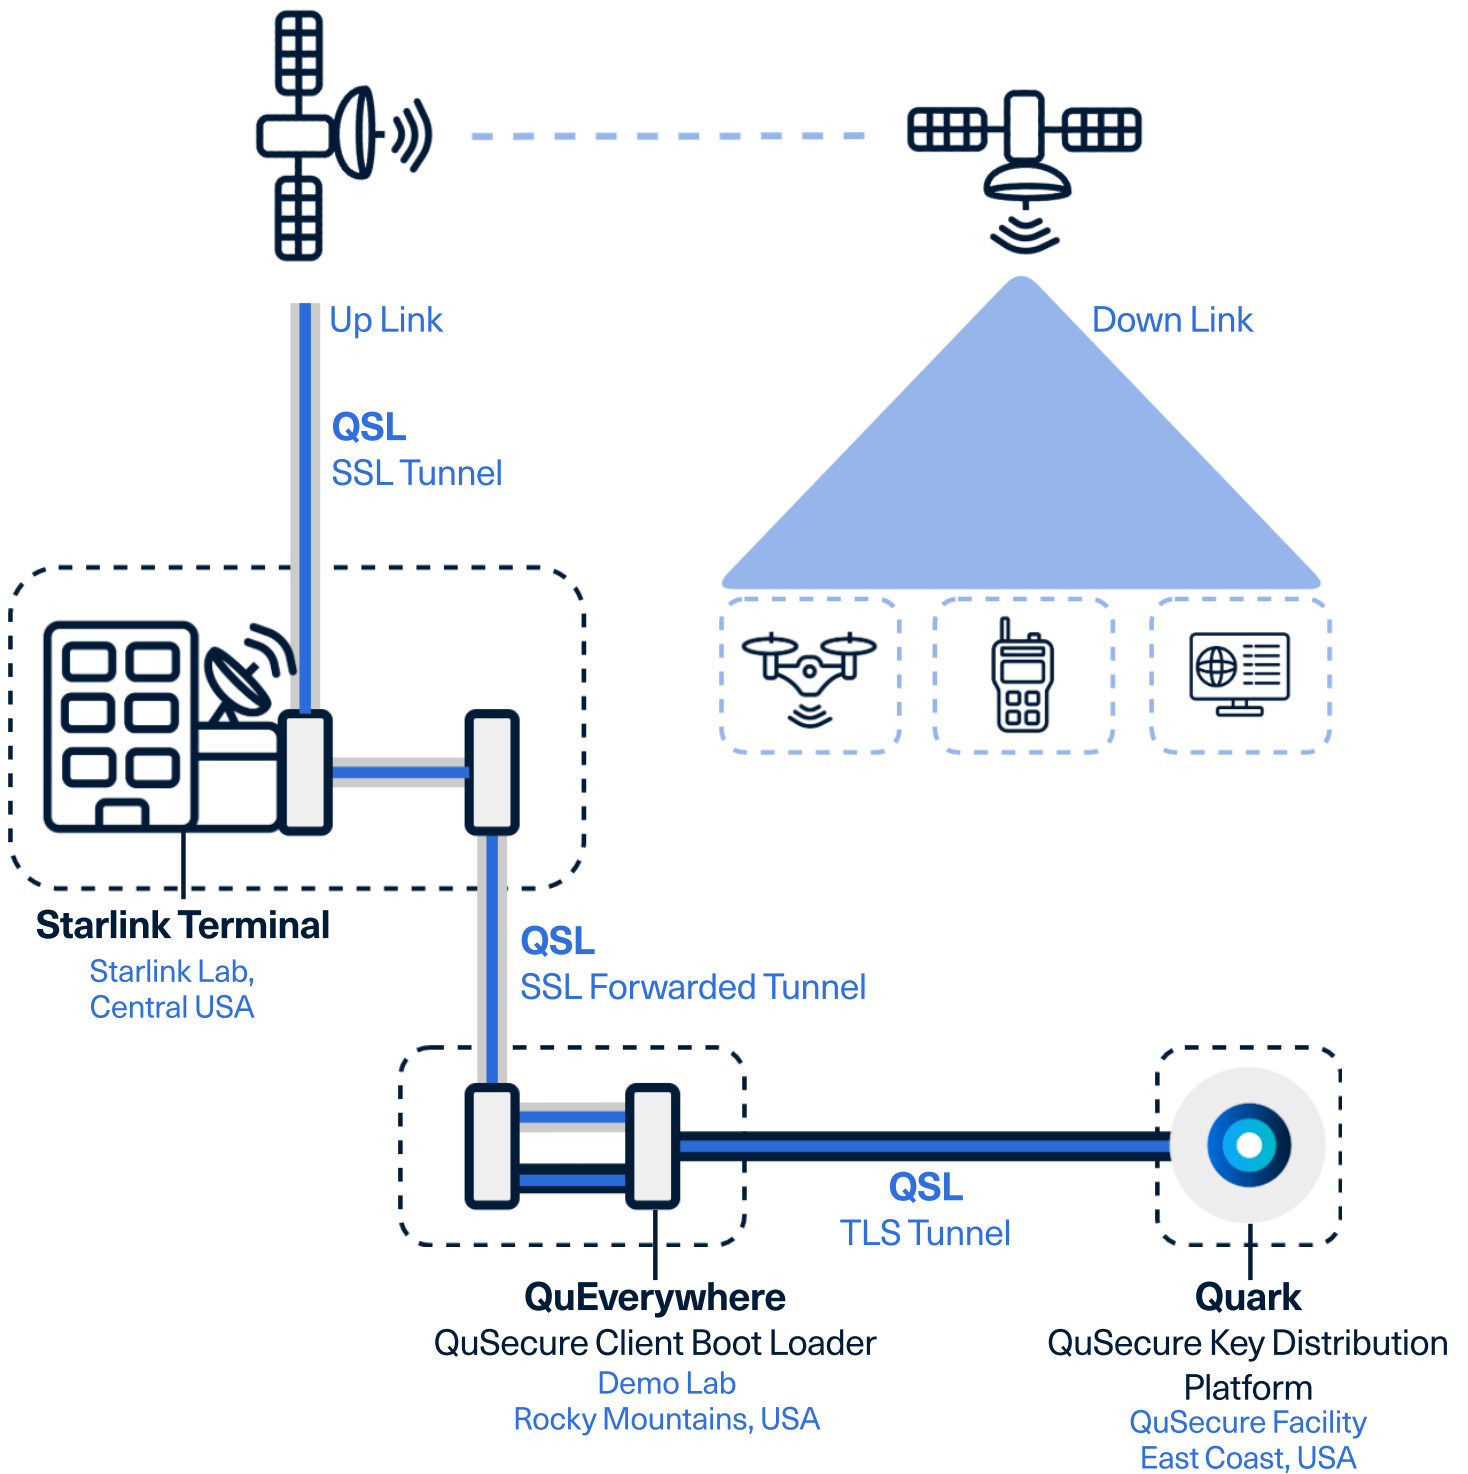 Up Link
Down Link
QSL
SSL Tunnel
Starlink Terminal
Starlink Lab,
Central USA
QSL
SSL Forwarded Tunnel
QSL
TLS Tunnel
QuEverywhere
QuSecure Client Boot Loader
Demo Lab
Rocky Mountains, USA
Quark
QuSecure Key Distribution
Platform
QuSecure Facility
East Coast, USA